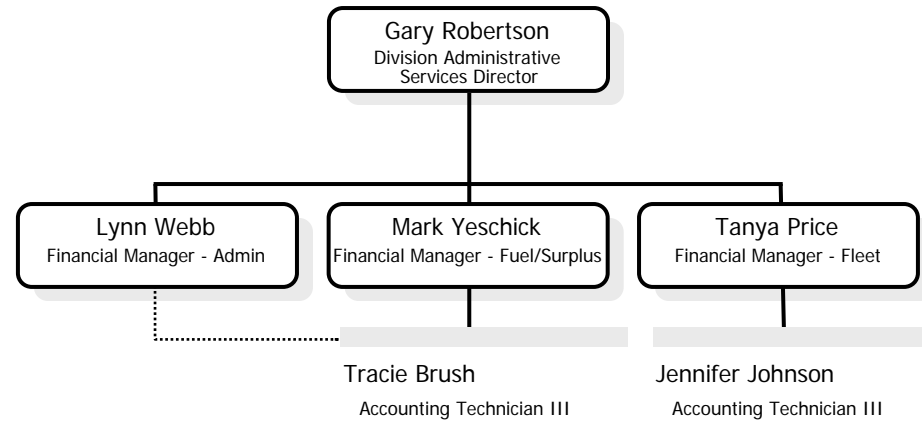 Gary Robertson
Division Administrative
Services Director
Lynn Webb
Financial Manager - Admin
Mark Yeschick
Financial Manager - Fuel/Surplus
Tanya Price
Financial Manager - Fleet
Tracie Brush
Accounting Technician III
Jennifer Johnson
Accounting Technician III